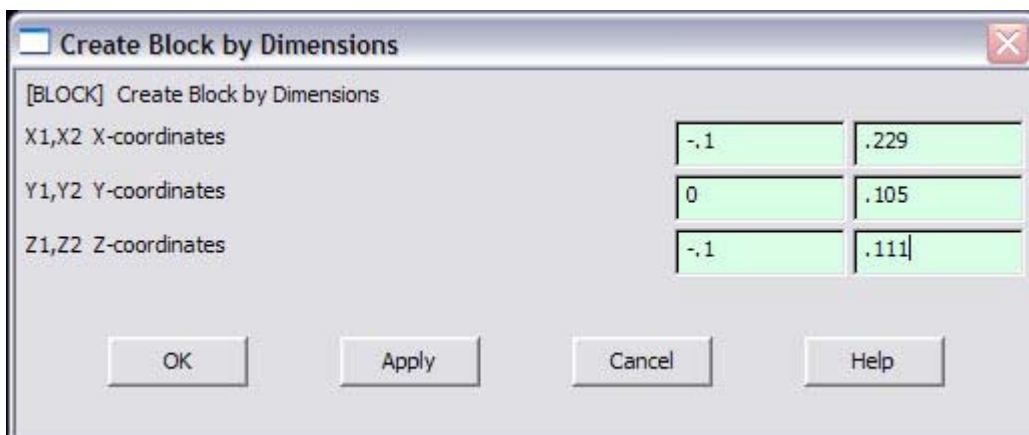 Create Block by Dimensions
[BLOCK] Create Block by Dimensions
X1,X2 X-coordinates -.1 .229
Y1,Y2 Y-coordinates 0 .105
Z1,Z2 Z-coordinates -.1 .111
OK Apply Cancel Help